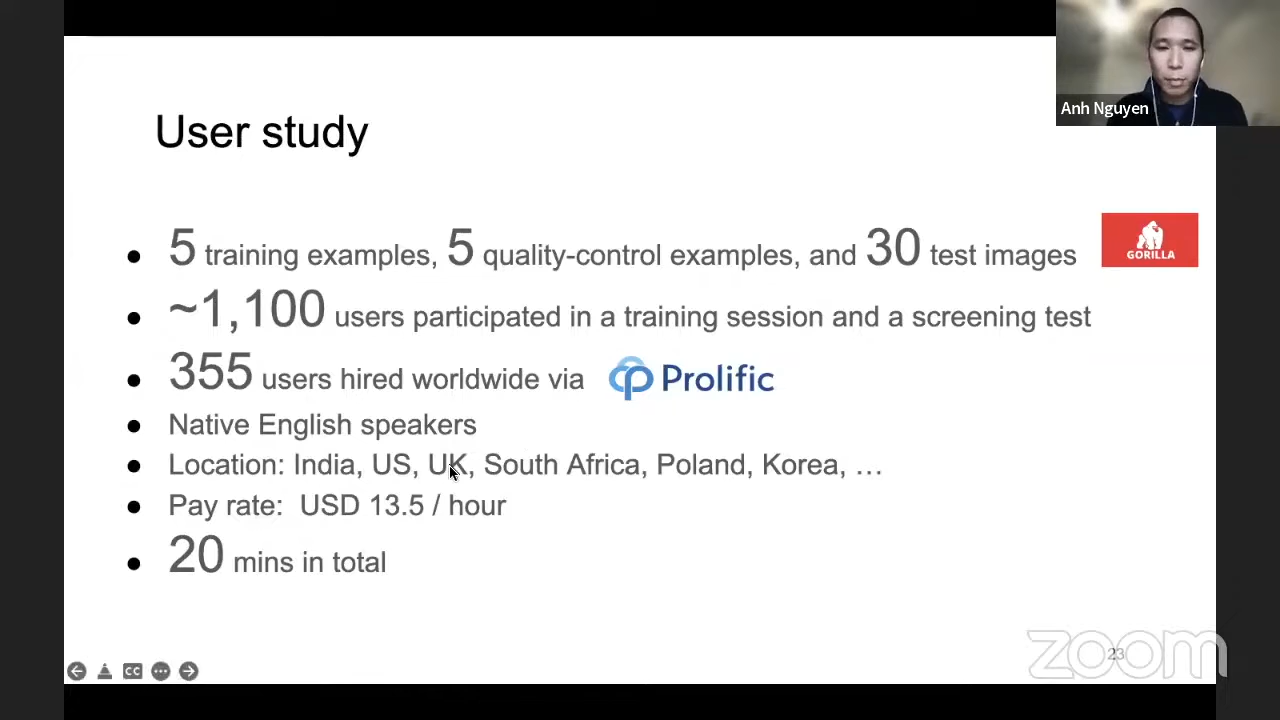 Anh Nguyen
User study
5 training examples, 5 quality-control examples, and 30 test images
GORILLA
~1,100 users participated in a training session and a screening test
355 users hired worldwide via Prolific
Native English speakers
Location: India, US, UK, South Africa, Poland, Korea, …
Pay rate: USD 13.5 / hour
20 mins in total
CC
23
zoom